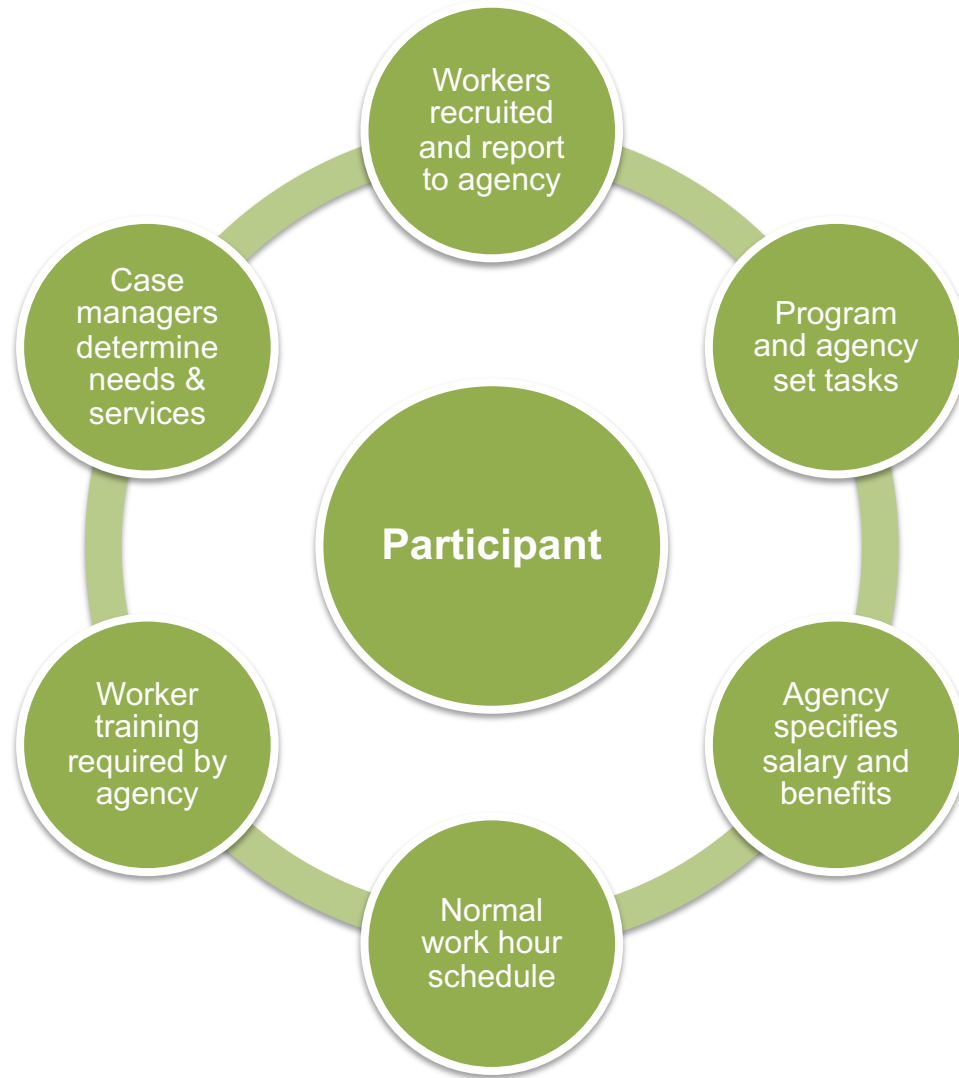 Workers
recruited
and report
to agency
Program
and agency
set tasks
Agency
specifies
salary and
benefits
Normal
work hour
schedule
Worker
training
required by
agency
Case
managers
determine
needs &
services
Participant